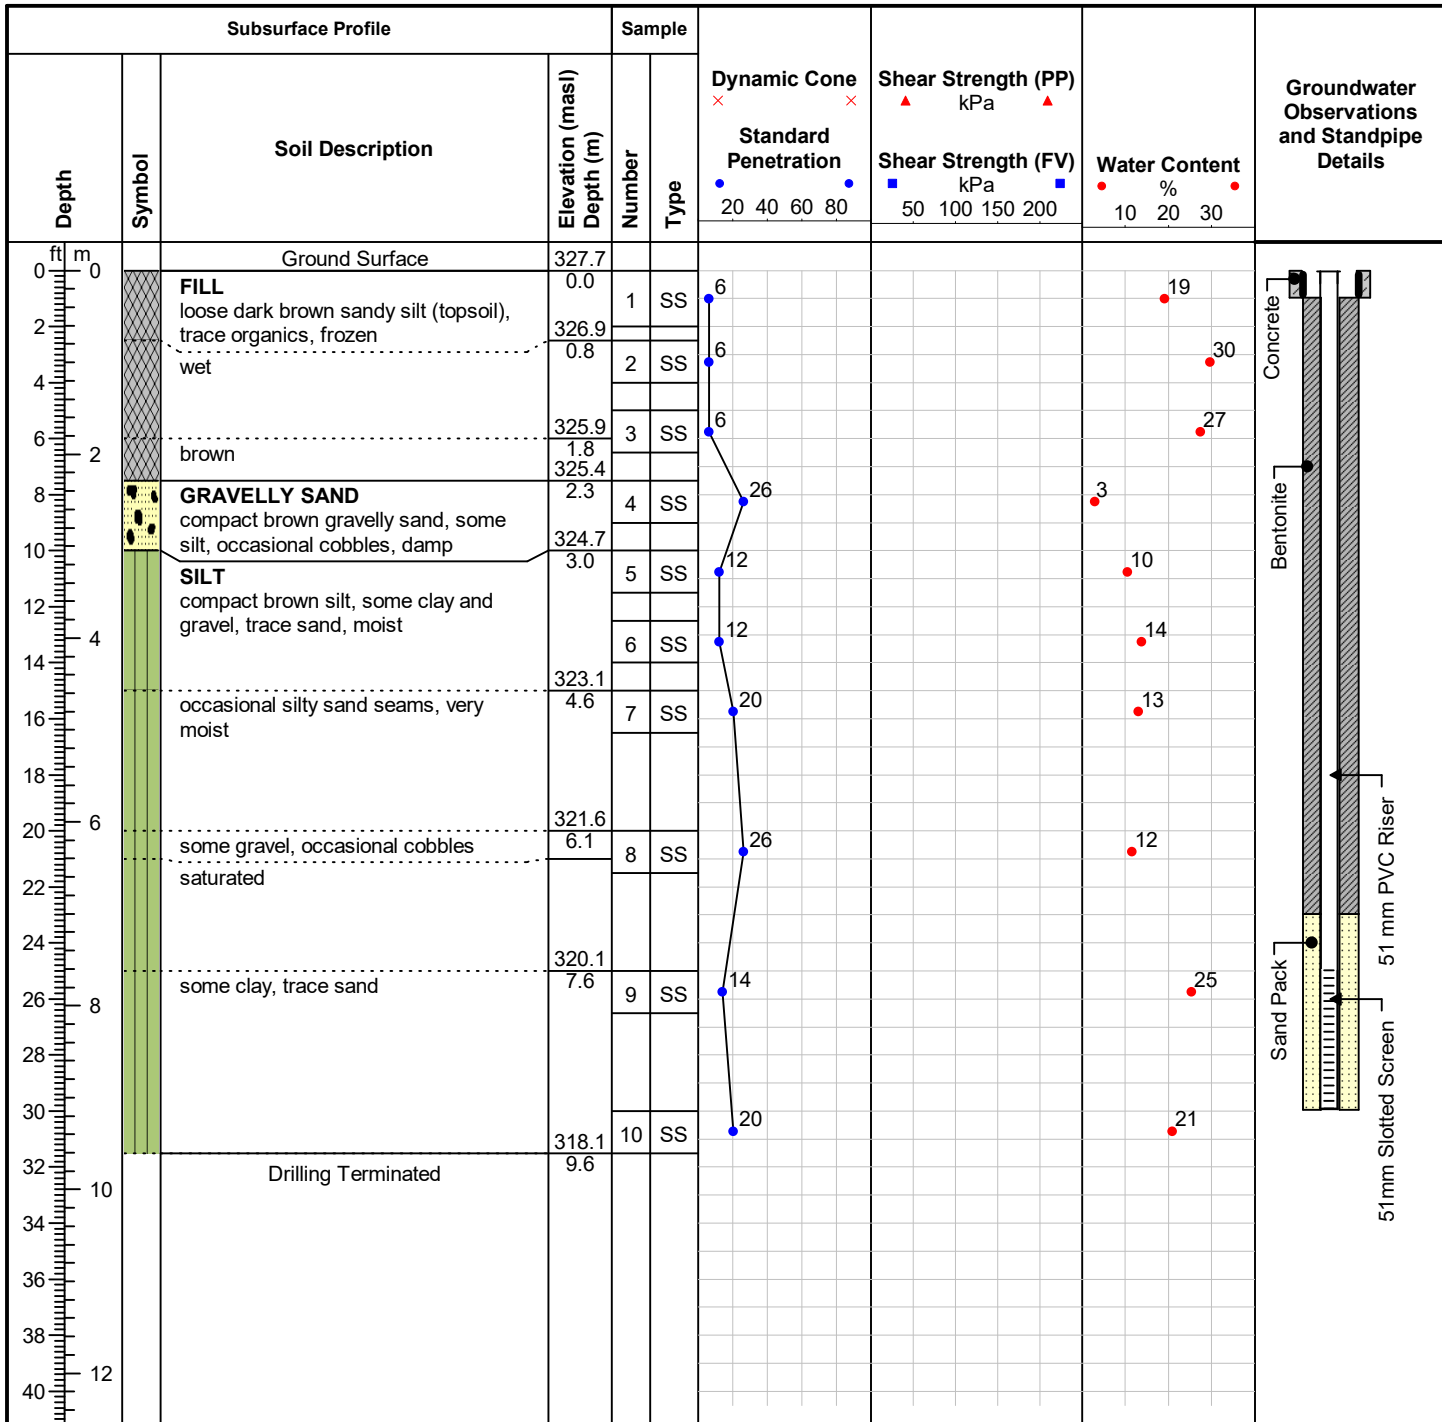 Subsurface Profile
Sample
Depth
Symbol
Soil Description
Elevation (masl)
Depth (m)
Number
Type
Dynamic Cone
Standard
Penetration
20 40 60 80
Shear Strength (PP)
kPa
Shear Strength (FV)
kPa
50 100 150 200
Water Content
%
10 20 30
Groundwater
Observations
and Standpipe
Details
ft m
Ground Surface 327.7
0 0 0.0
FILL
loose dark brown sandy silt (topsoil),
trace organics, frozen
1 SS 6 19
2 326.9
0.8
wet
2 SS 6 30
4
325.9
3 SS 6 27
6
1.8
brown
2
325.4
2.3
GRAVELLY SAND
compact brown gravelly sand, some
silt, occasional cobbles, damp
8 4 SS 26 3
324.7
10 3.0
SILT
compact brown silt, some clay and
gravel, trace sand, moist
5 SS 12 10
12
4
6 SS 12 14
14
323.1
4.6
occasional silty sand seams, very
moist
16 7 SS 20 13
18
6
321.6
20 6.1
some gravel, occasional cobbles
8 SS 26 12
saturated
22
24
320.1
7.6
some clay, trace sand
9 SS 14 25
26
8
28
30
10 SS 20 21
318.1
9.6
32
Drilling Terminated
10
34
36
38
12
40
Concrete
Bentonite
51 mm PVC Riser
Sand Pack
51mm Slotted Screen